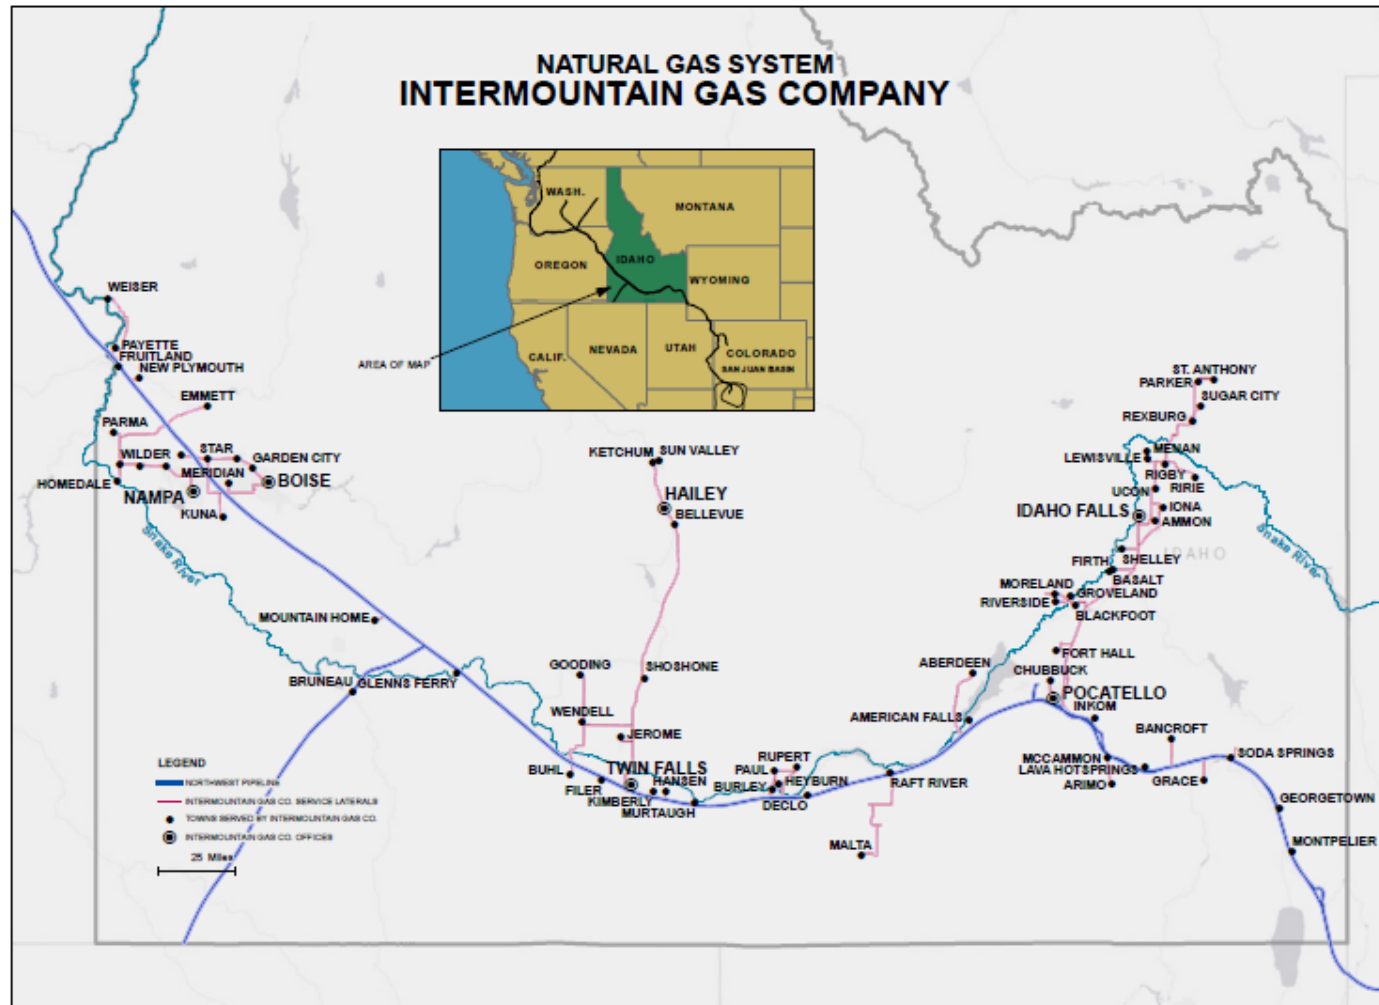 NATURAL GAS SYSTEM
INTERMOUNTAIN GAS COMPANY
WASH.
MONTANA
OREGON
IDAHO
WYOMING
CALIF.
NEVADA
UTAH
COLORADO
SAN JUAN BASIN
AREA OF MAP
WEISER
PAYETTE
FRUITLAND
NEW PLYMOUTH
EMMETT
PARMA
WILDER
STAR
GARDEN CITY
MERIDIAN
BOISE
HOMEDALE
NAMPA
KUNA
Snake River
MOUNTAIN HOME
BRUNEAU
GLENNS FERRY
KETCHUM
SUN VALLEY
HAILEY
BELLEVUE
GOODING
SHOSHONE
WENDELL
JEROME
BUHL
TWIN FALLS
FILER
HANSEN
KIMBERLY
MURTAUGH
RUPERT
PAUL
HEYBURN
BURLEY
DECLO
RAFT RIVER
MALTA
ABERDEEN
AMERICAN FALLS
ST. ANTHONY
PARKER
SUGAR CITY
REXBURG
MENAN
LEWISVILLE
RIGBY
RIRIE
UCON
IONA
IDAHO FALLS
AMMON
IDAHO
Snake River
SHELLEY
FIRTH
BASALT
MORELAND
GROVELAND
RIVERSIDE
BLACKFOOT
FORT HALL
CHUBBUCK
POCATELLO
INKOM
BANCROFT
MCCAMMON
LAVA HOTSPRINGS
SODA SPRINGS
ARIMO
GRACE
GEORGETOWN
MONTPELIER
LEGEND
NORTHWEST PIPELINE
INTERMOUNTAIN GAS CO. SERVICE LATERALS
TOWNS SERVED BY INTERMOUNTAIN GAS CO.
INTERMOUNTAIN GAS CO. OFFICES
25 Miles